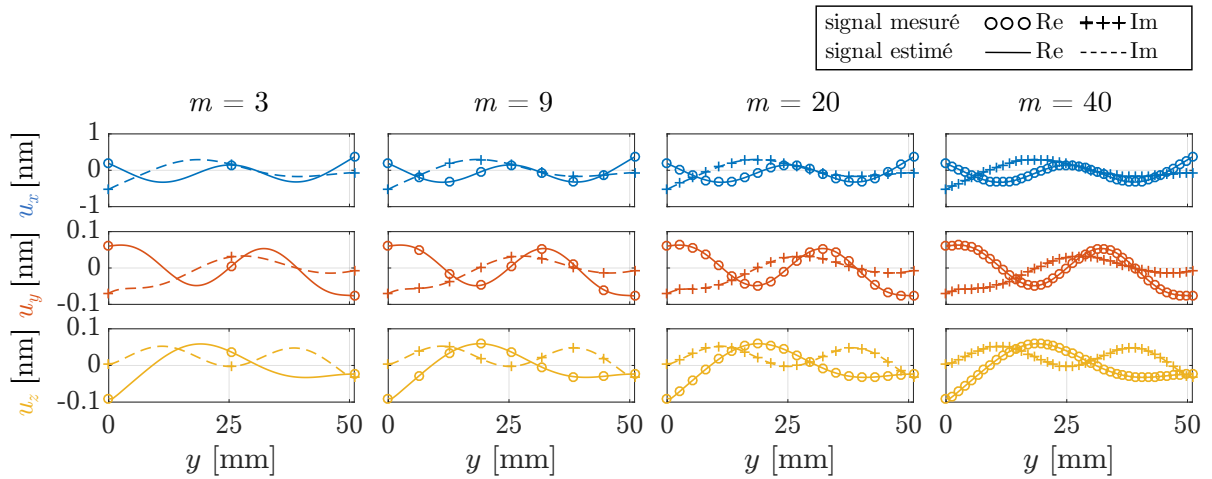 signal mesuré Re Im
signal estimé Re Im
m = 3 m = 9 m = 20 m = 40
u_x [nm] 1 0 -1
u_y [nm] 0.1 0 -0.1
u_z [nm] 0.1 0 -0.1
0 25 50 0 25 50 0 25 50 0 25 50
y [mm] y [mm] y [mm] y [mm]